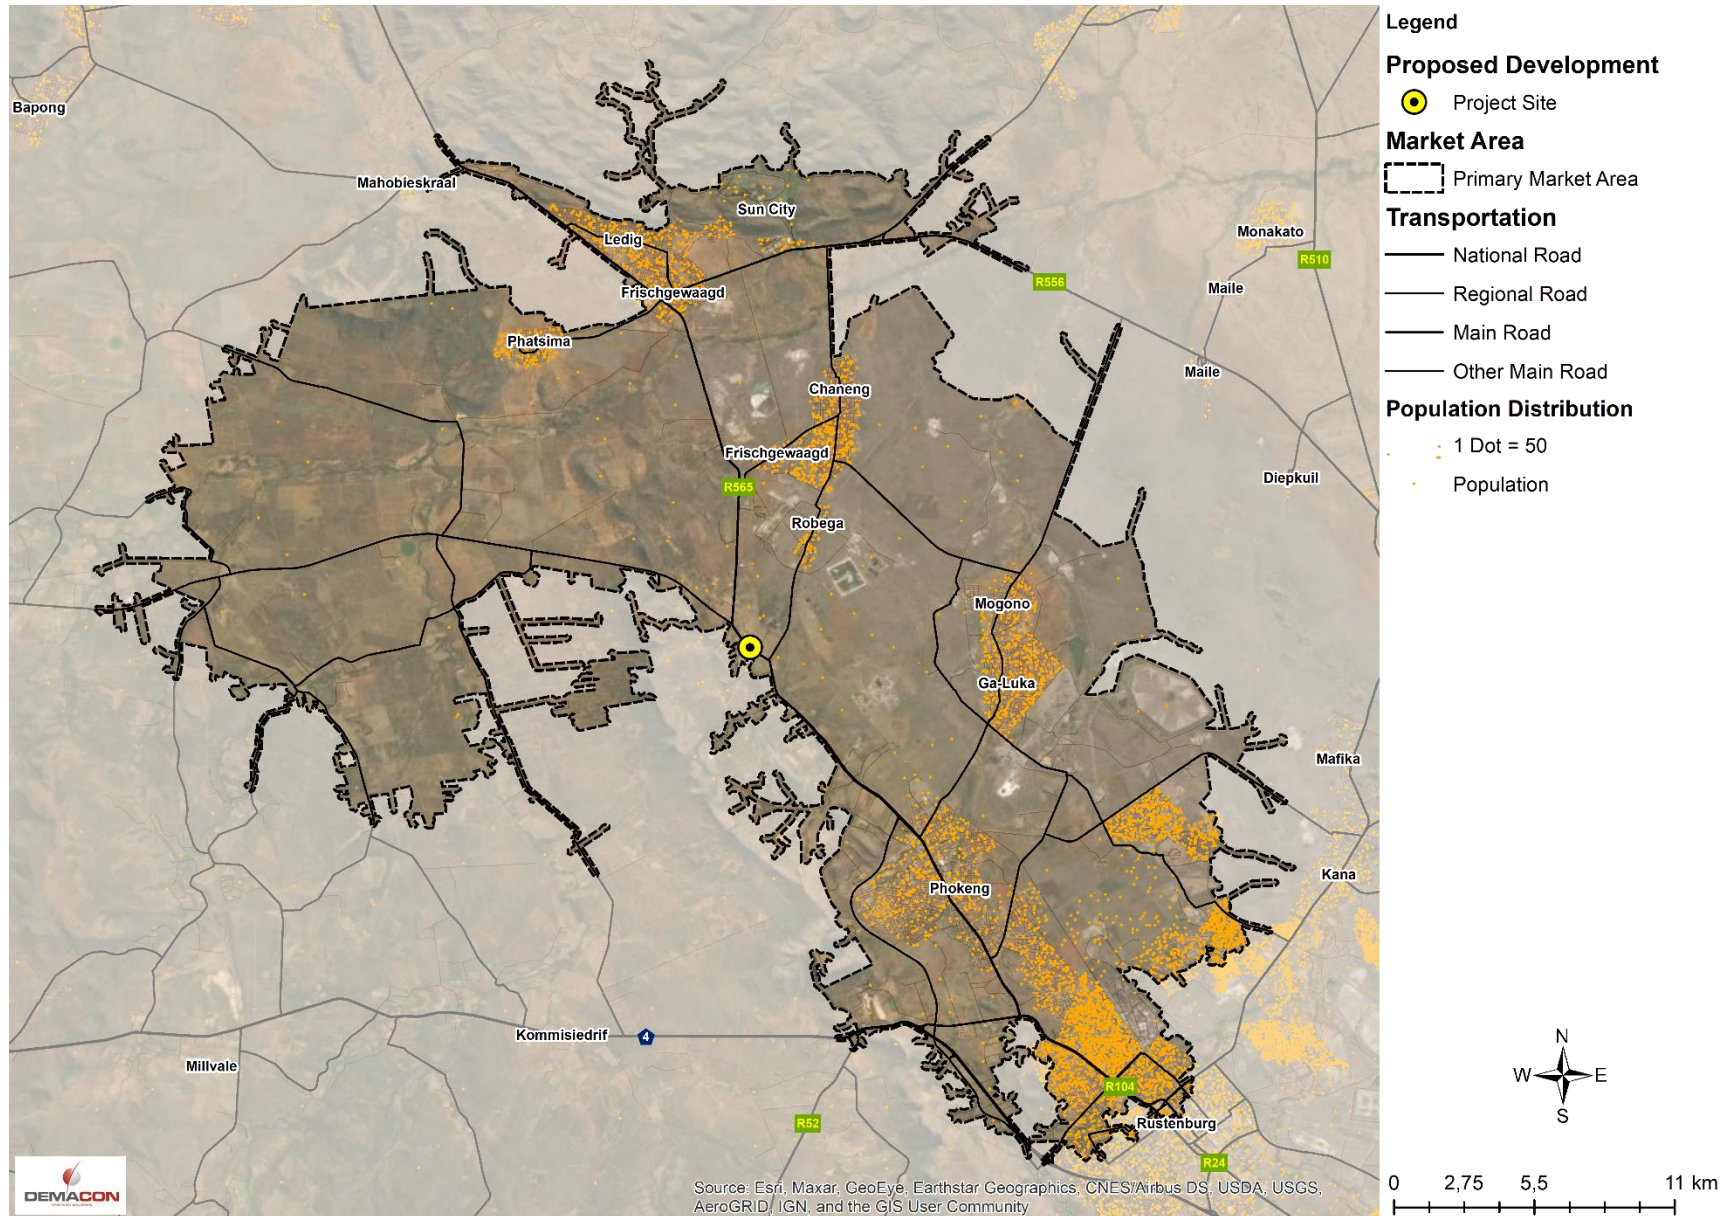 Bapong
Mahobieskraal
Sun City
Ledig
Monakato
R510
R556
Maile
Frischgewaagd
Phatsima
Maile
Chaneng
Frischgewaagd
R565
Diepkuil
Robega
Mogono
Ga-Luka
Mafika
Kana
Phokeng
Kommisiedrif
4
Millvale
R104
R52
Rustenburg
R24
DEMACON
Source: Esri, Maxar, GeoEye, Earthstar Geographics, CNES/Airbus DS, USDA, USGS,
AeroGRID, IGN, and the GIS User Community
Legend
Proposed Development
Project Site
Market Area
Primary Market Area
Transportation
National Road
Regional Road
Main Road
Other Main Road
Population Distribution
1 Dot = 50
Population
N
W E
S
0 2,75 5,5 11 km